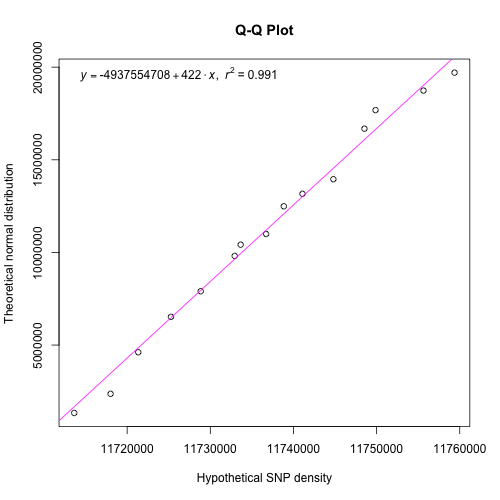 Q-Q Plot
y = -4937554708 + 422 · x, r² = 0.991
Theoretical normal distribution
20000000
15000000
10000000
5000000
11720000 11730000 11740000 11750000 11760000
Hypothetical SNP density